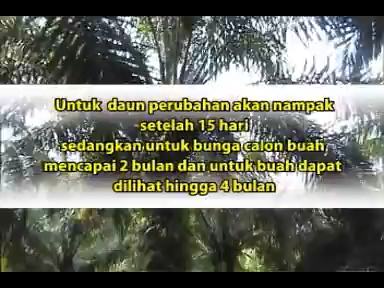 Untuk daun perubahan akan nampak
setelah 15 hari
sedangkan untuk bunga calon buah
mencapai 2 bulan dan untuk buah dapat
dilihat hingga 4 bulan